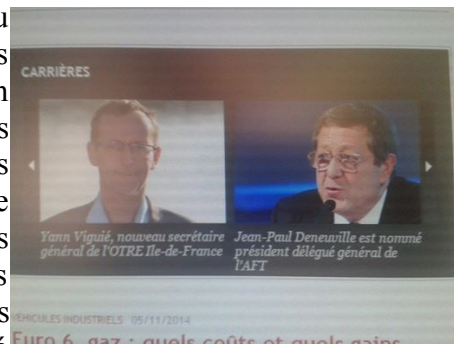 u
s
CARRIÈRES
n
s
s
e
s
Yann Viguié, nouveau secrétaire
général de l'OTRE Ile-de-France
Jean-Paul Deneuville est nommé
président délégué général de
l'AFT
s
s
VÉHICULES INDUSTRIELS 05/11/2014
Euro 6, gaz : quels coûts et quels gains